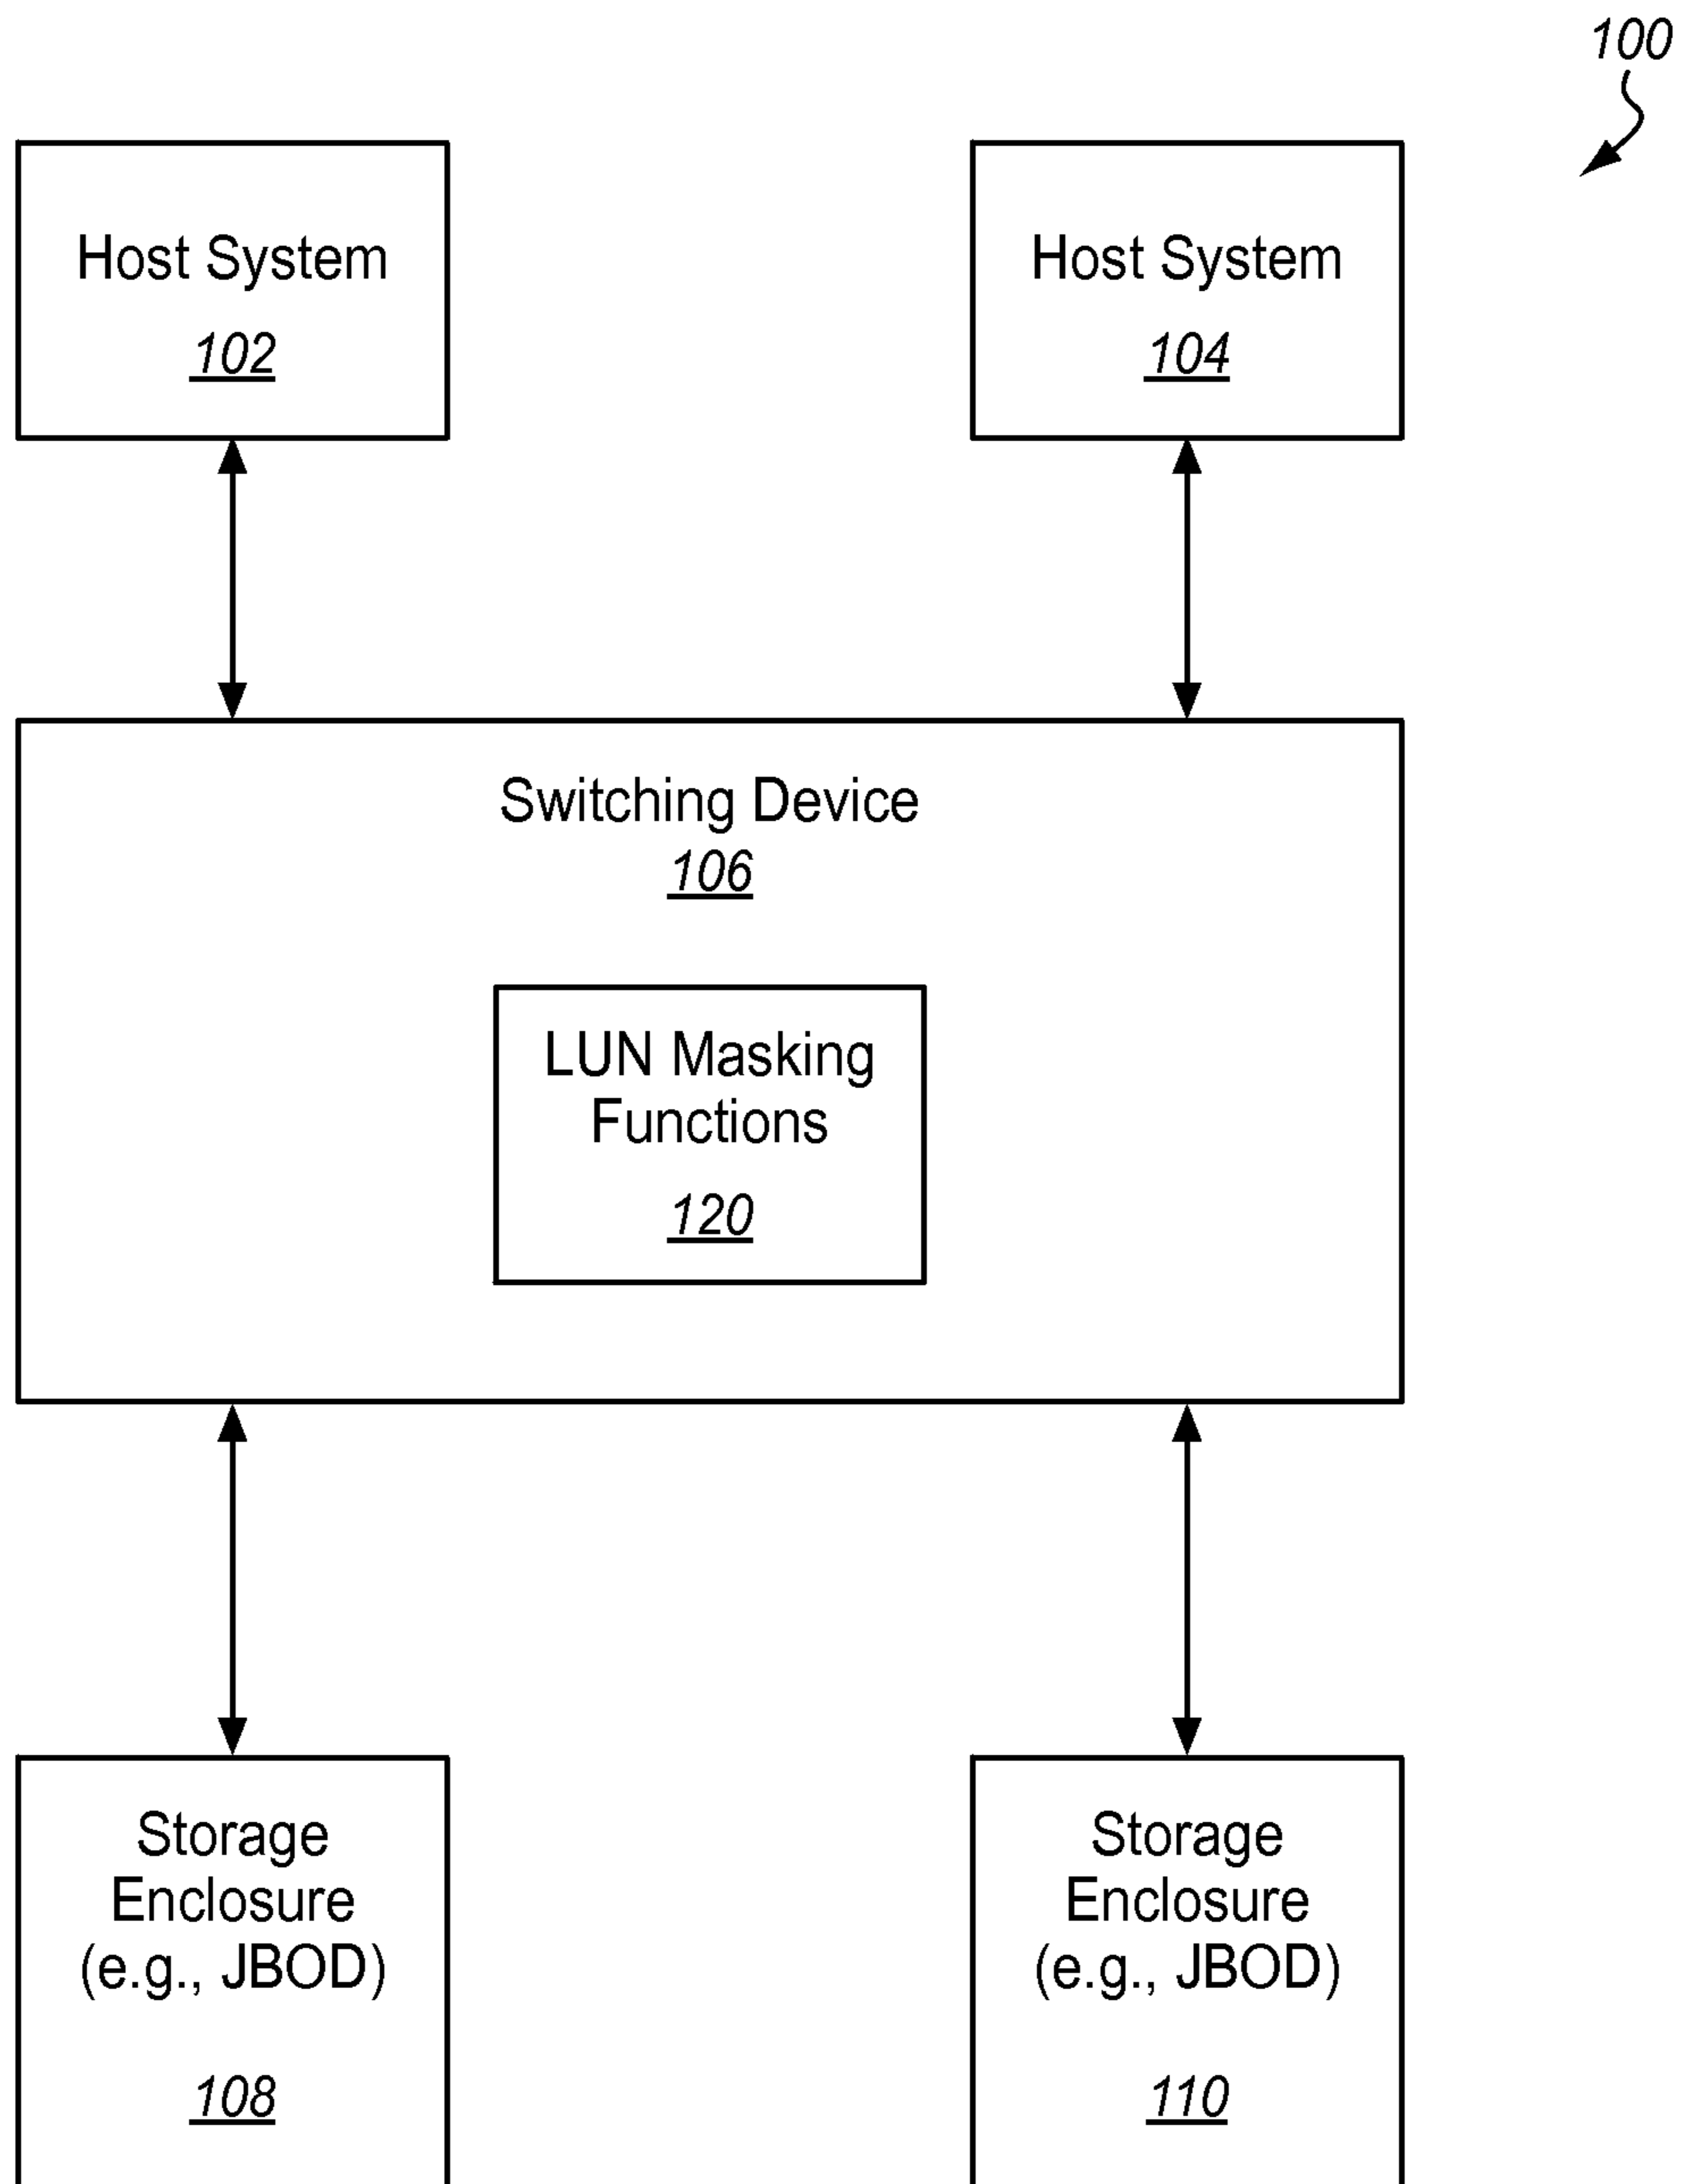 100
Host System
102
Host System
104
Switching Device
106
LUN Masking
Functions
120
Storage
Enclosure
(e.g., JBOD)
108
Storage
Enclosure
(e.g., JBOD)
110